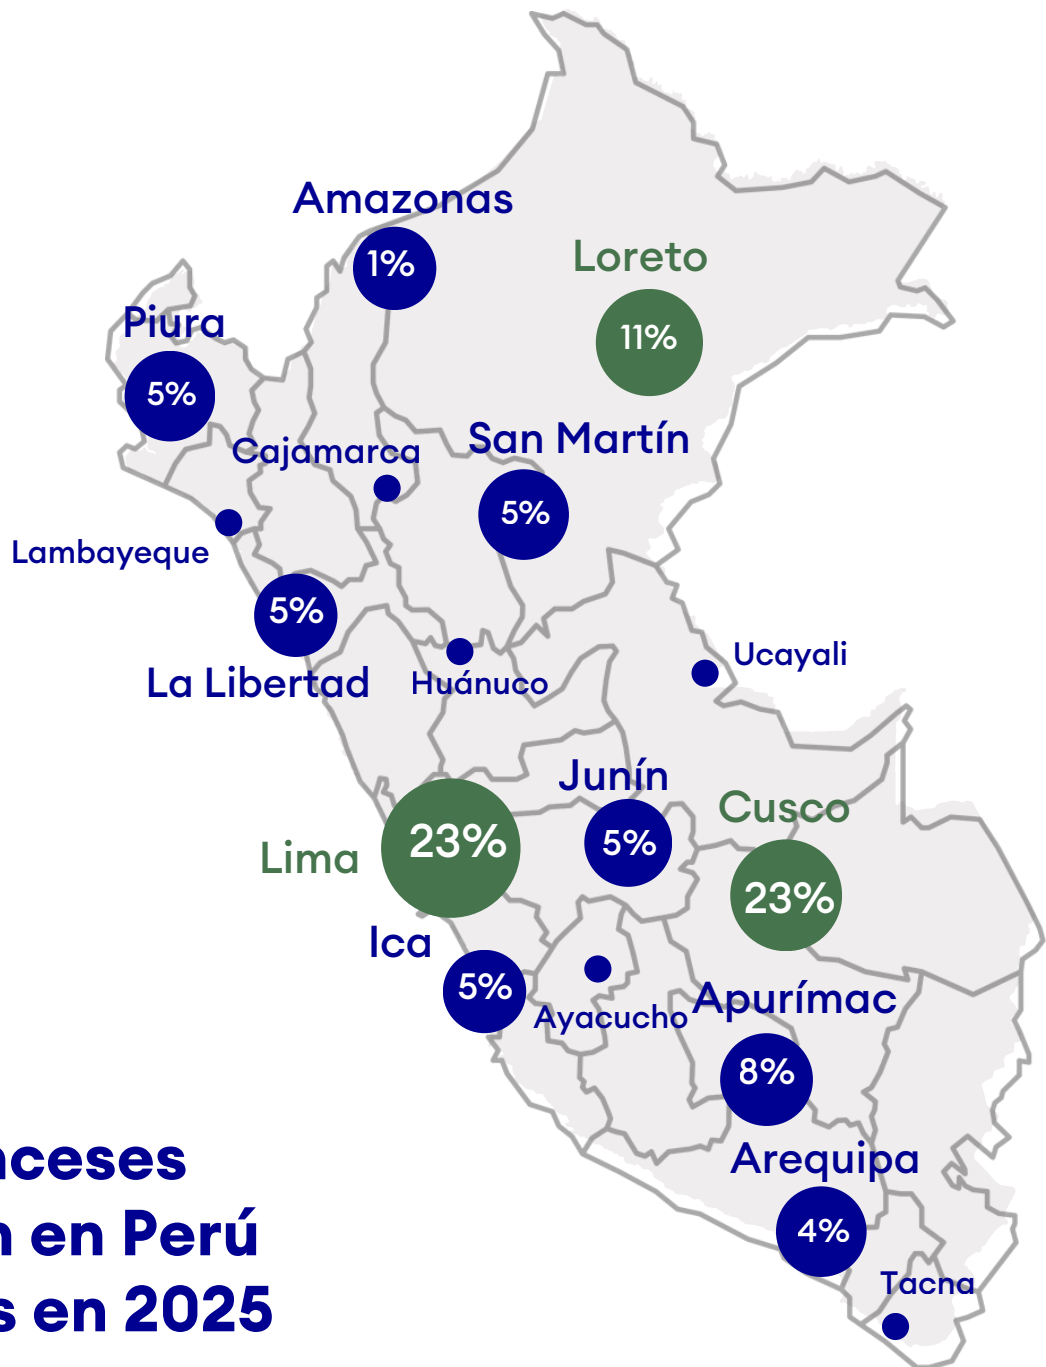 Amazonas
1%
Loreto
11%
Piura
5%
Cajamarca
San Martín
5%
Lambayeque
5%
La Libertad
Huánuco
Ucayali
Junín
5%
Cusco
23%
Lima
23%
Ica
5%
Ayacucho
Apurímac
8%
Arequipa
4%
Tacna
en Perú
en 2025